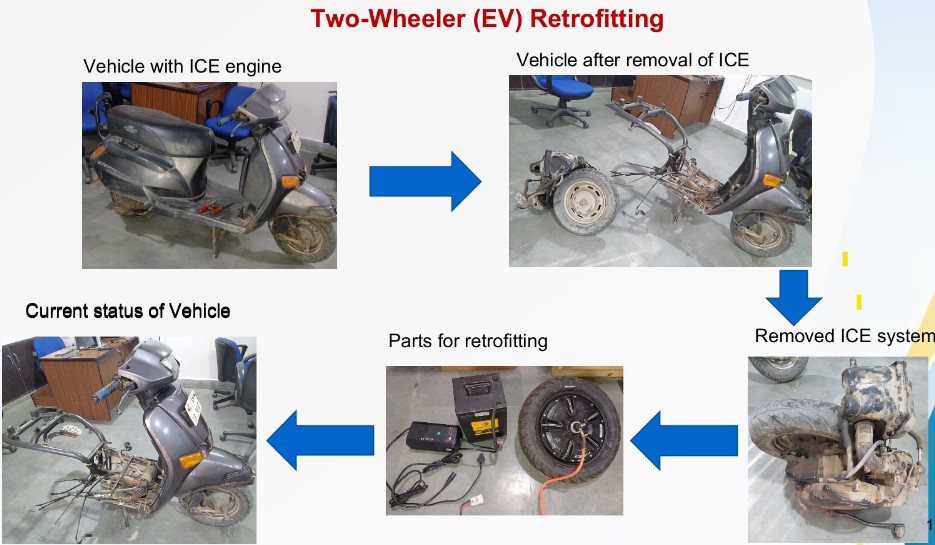 Two-Wheeler (EV) Retrofitting
Vehicle with ICE engine
Vehicle after removal of ICE
Removed ICE system
Parts for retrofitting
Current status of Vehicle
1